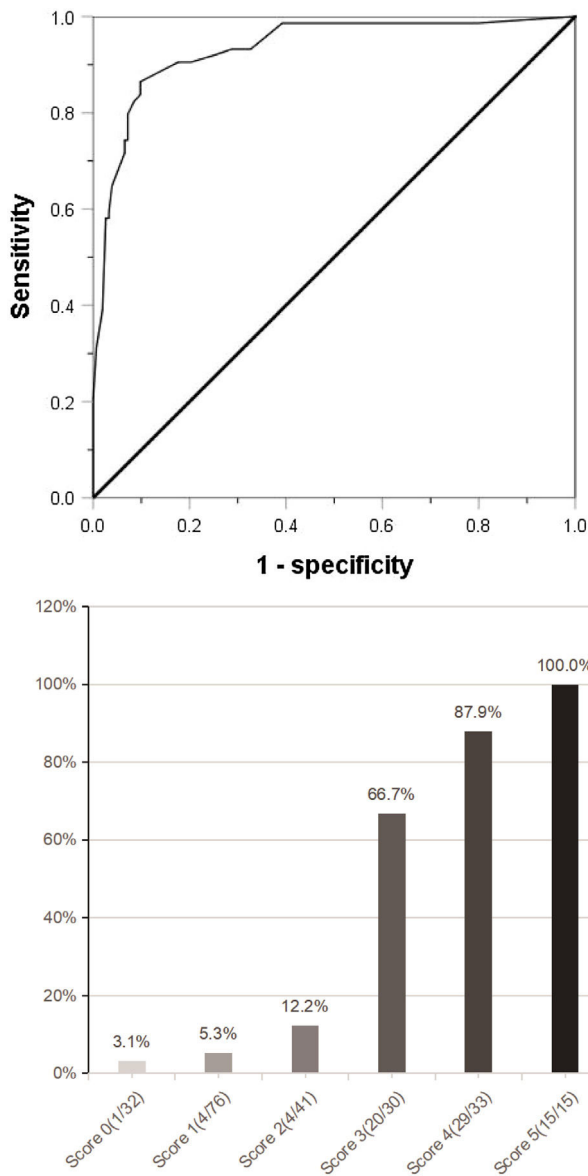 1.0
0.8
0.6
0.4
0.2
0.0
Sensitivity
0.0 0.2 0.4 0.6 0.8 1.0
1 - specificity
120%
100%
80%
60%
40%
20%
0%
3.1%
5.3%
12.2%
66.7%
87.9%
100.0%
Score 0(1/32)
Score 1(4/76)
Score 2(4/41)
Score 3(20/30)
Score 4(29/33)
Score 5(15/15)